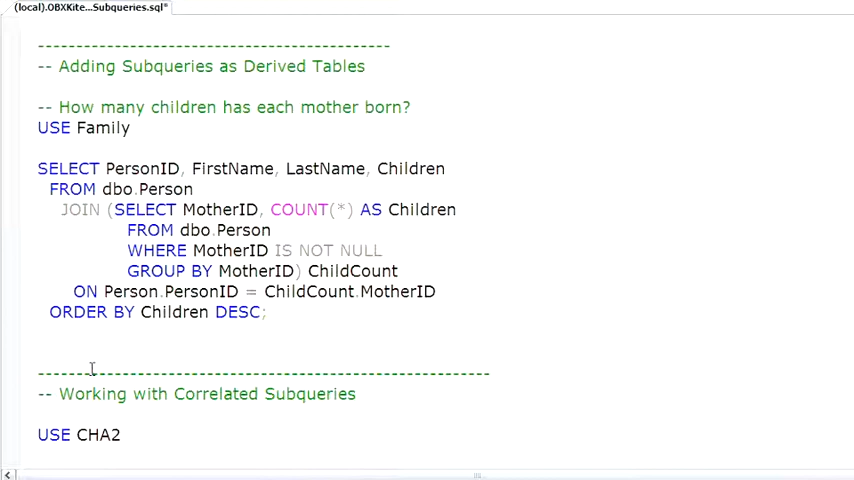 (local).OBXKite...Subqueries.sql*
-----------------------------------------------
-- Adding Subqueries as Derived Tables
-- How many children has each mother born?
USE Family
SELECT PersonID, FirstName, LastName, Children
FROM dbo.Person
JOIN (SELECT MotherID, COUNT(*) AS Children
FROM dbo.Person
WHERE MotherID IS NOT NULL
GROUP BY MotherID) ChildCount
ON Person.PersonID = ChildCount.MotherID
ORDER BY Children DESC;
------------------------------------------------------------
-- Working with Correlated Subqueries
USE CHA2